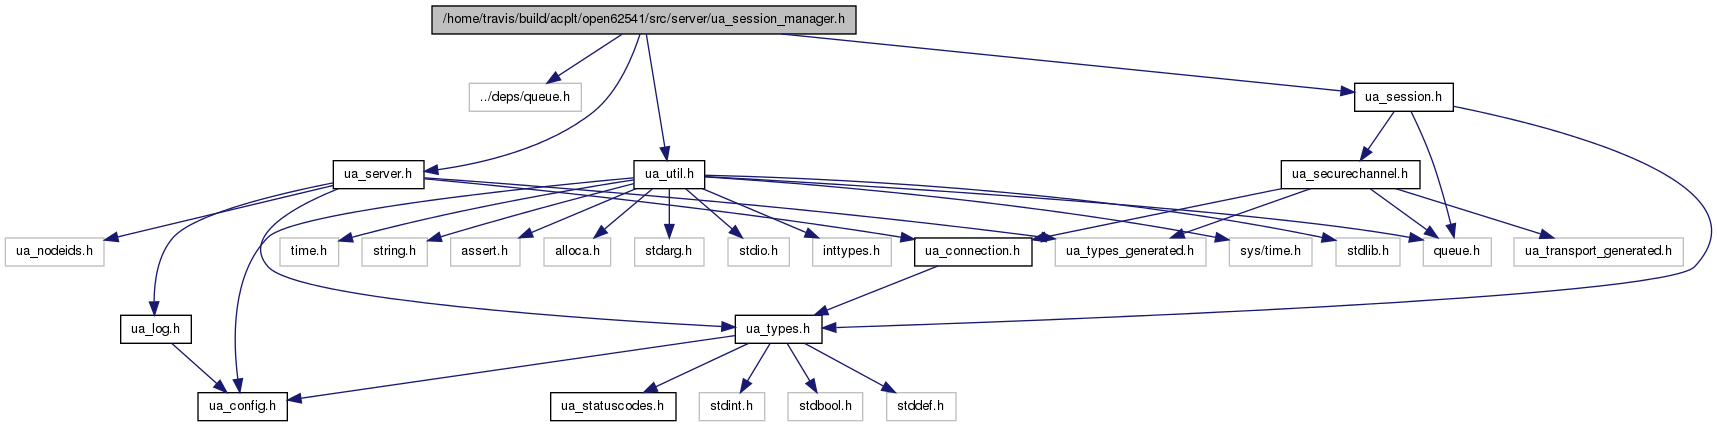 /home/travis/build/acplt/open62541/src/server/ua_session_manager.h
../deps/queue.h
ua_session.h
ua_server.h
ua_util.h
ua_securechannel.h
ua_nodeids.h
time.h
string.h
assert.h
alloca.h
stdarg.h
stdio.h
inttypes.h
ua_connection.h
ua_types_generated.h
sys/time.h
stdlib.h
queue.h
ua_transport_generated.h
ua_log.h
ua_types.h
ua_config.h
ua_statuscodes.h
stdint.h
stdbool.h
stddef.h